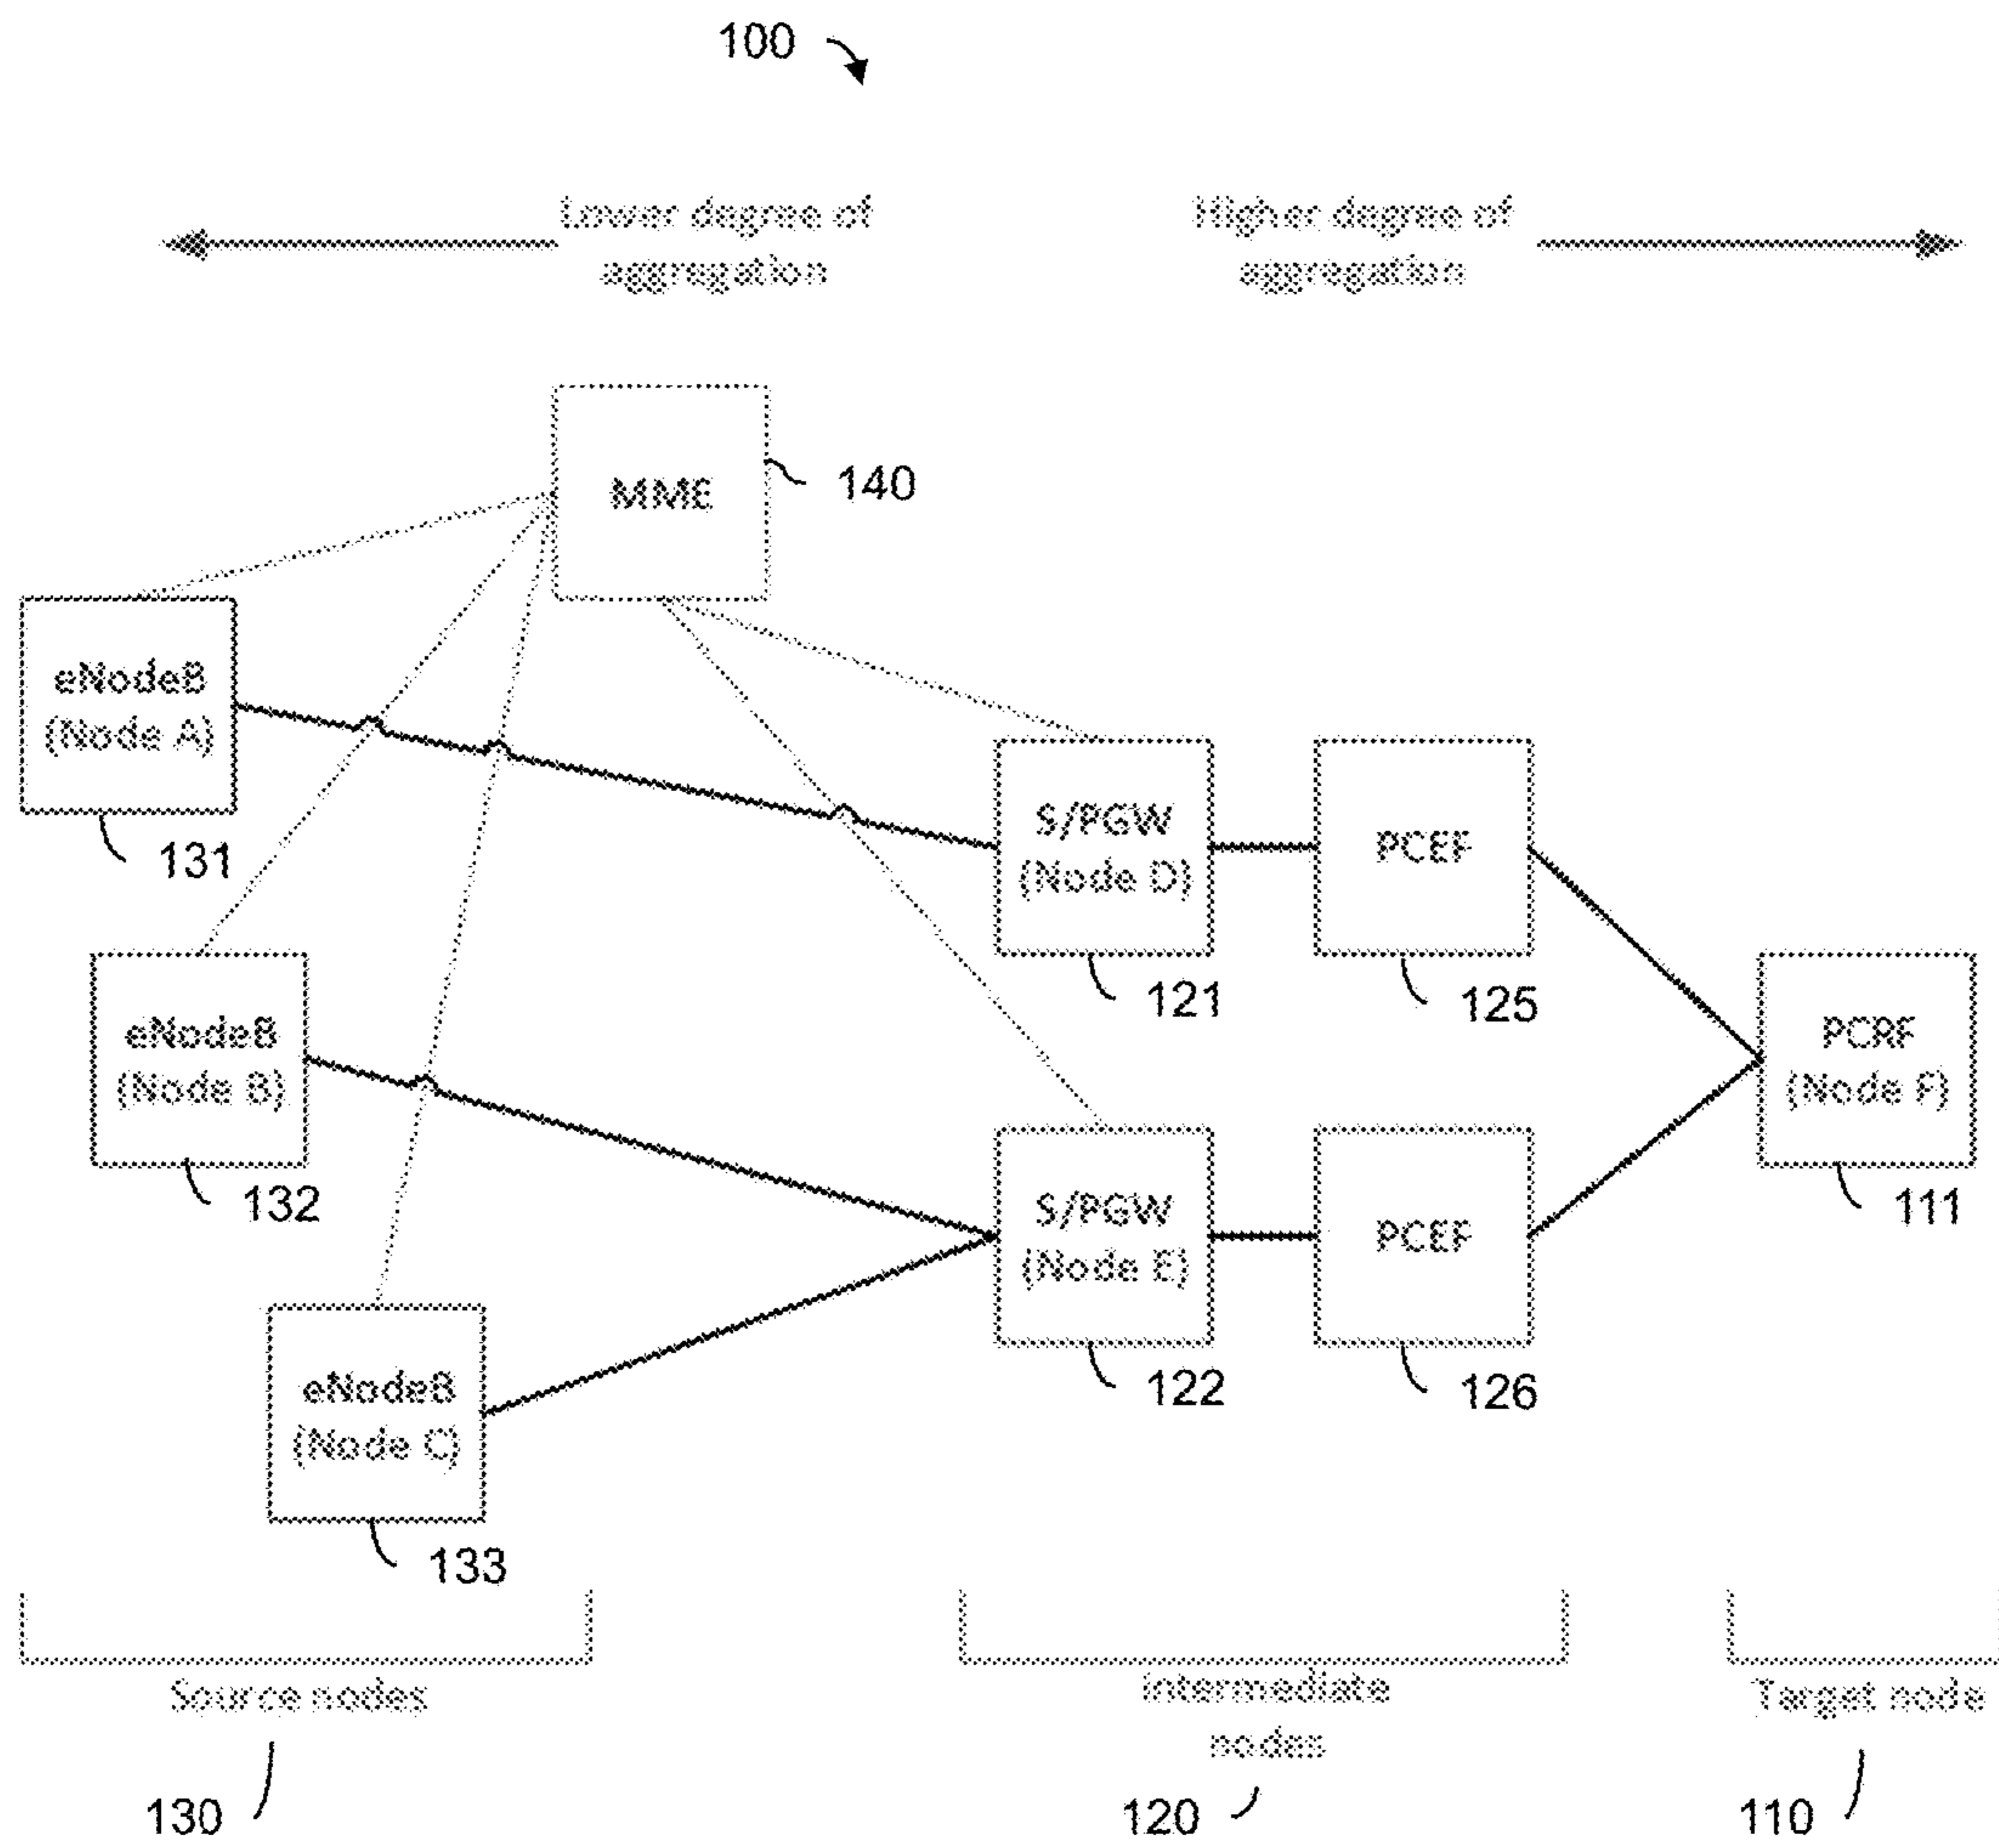 100
Lower degree of
aggregation
Higher degree of
aggregation
MME
140
eNodeB
(Node A)
131
S/PGW
(Node D)
121
PCEF
125
eNodeB
(Node B)
132
PCRF
(Node F)
111
S/PGW
(Node E)
122
PCEF
126
eNodeB
(Node C)
133
Source nodes
130
Intermediate
nodes
120
Target node
110